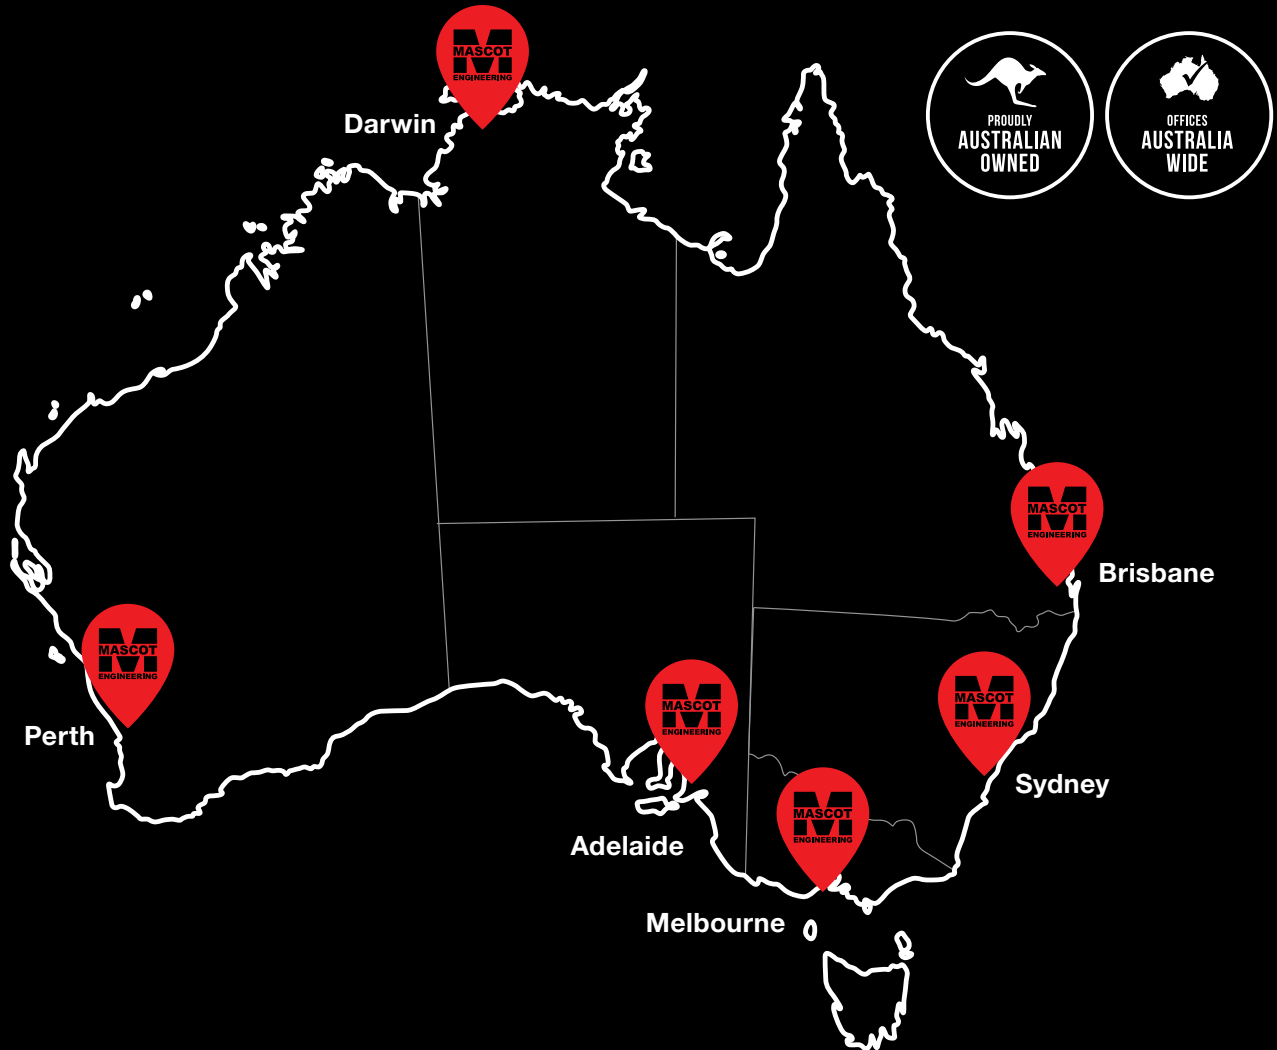 MASCOT
ENGINEERING
Darwin
PROUDLY
AUSTRALIAN
OWNED
OFFICES
AUSTRALIA
WIDE
MASCOT
ENGINEERING
Brisbane
MASCOT
ENGINEERING
Perth
MASCOT
ENGINEERING
Adelaide
MASCOT
ENGINEERING
Sydney
MASCOT
ENGINEERING
Melbourne